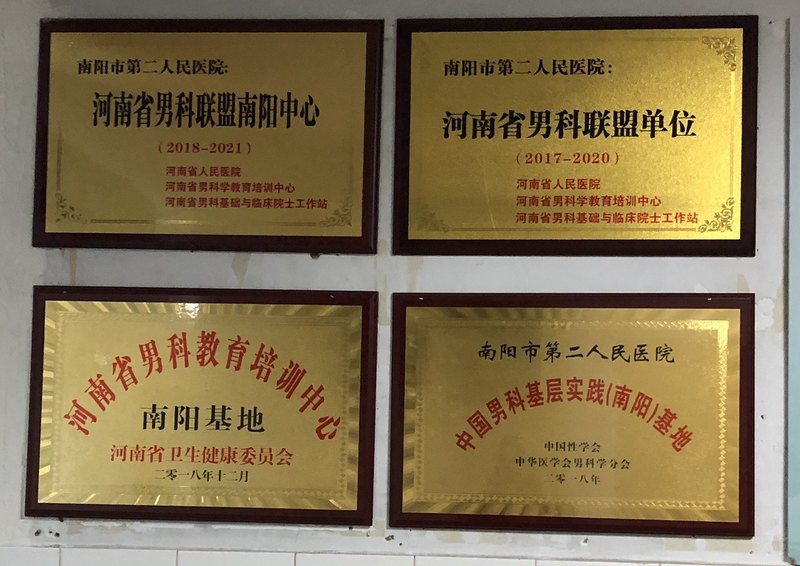 南阳市第二人民医院:
河南省男科联盟南阳中心
(2018-2021)
河南省人民医院
河南省男科学教育培训中心
河南省男科基础与临床院士工作站
南阳市第二人民医院:
河南省男科联盟单位
(2017-2020)
河南省人民医院
河南省男科学教育培训中心
河南省男科基础与临床院士工作站
河南省男科教育培训中心
南阳基地
河南省卫生健康委员会
二零一八年十二月
南阳市第二人民医院
中国男科基层实践(南阳)基地
中国性学会
中华医学会男科学分会
二零一八年